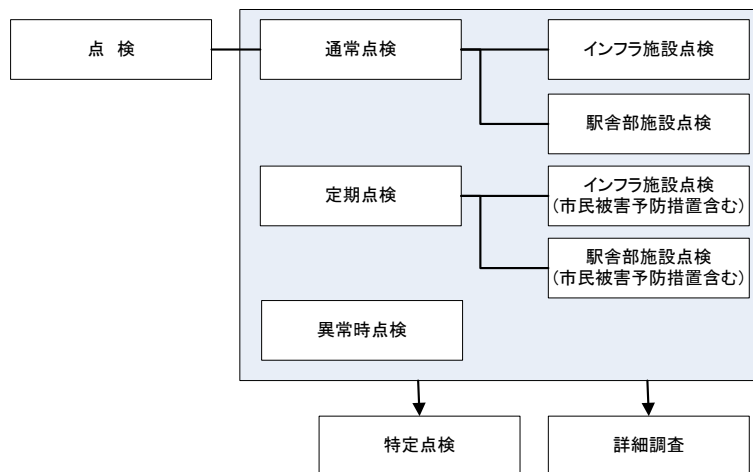 点 検
通常点検
インフラ施設点検
駅舎部施設点検
定期点検
インフラ施設点検
(市民被害予防措置含む)
駅舎部施設点検
(市民被害予防措置含む)
異常時点検
特定点検
詳細調査